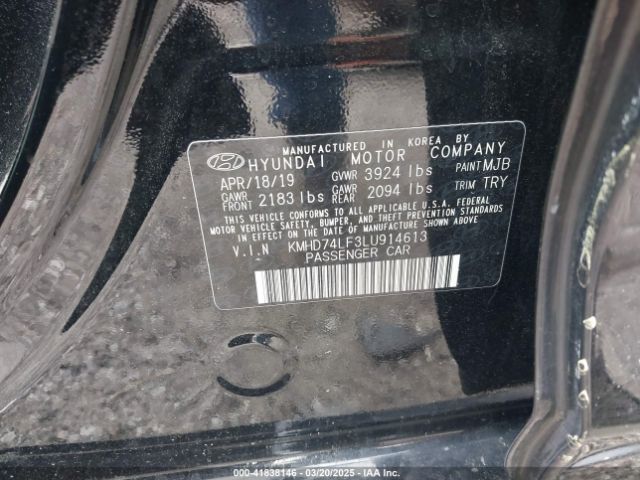 MANUFACTURED IN KOREA BY
HYUNDAI MOTOR COMPANY
APR/18/19 GVWR 3924 lbs PAINT MJB
GAWR FRONT 2183 lbs GAWR REAR 2094 lbs TRIM TRY
THIS VEHICLE CONFORMS TO ALL APPLICABLE U.S.A. FEDERAL
MOTOR VEHICLE SAFETY, BUMPER, AND THEFT PREVENTION STANDARDS
IN EFFECT ON THE DATE OF MANUFACTURE SHOWN ABOVE.
V.I.N KMHD74LF3LU914613
PASSENGER CAR
000-41838146 — 03/20/2025 — IAA Inc.